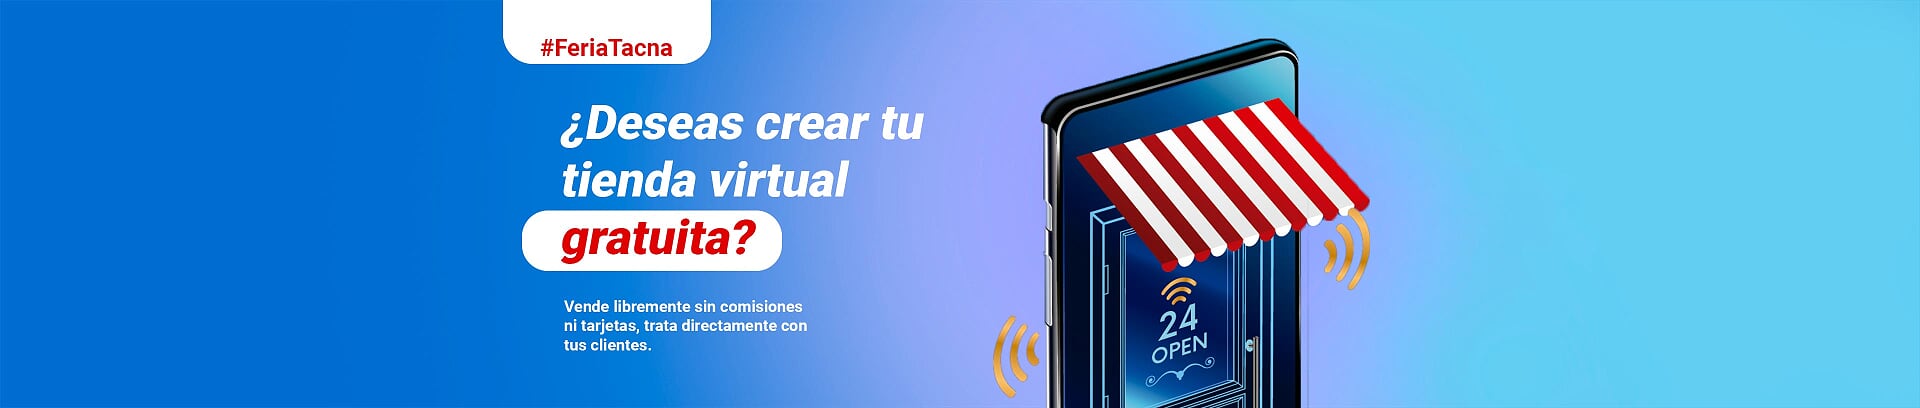 #FeriaTacna
¿Deseas crear tu
tienda virtual
gratuita?
Vende libremente sin comisiones
ni tarjetas, trata directamente con
tus clientes.
24
OPEN